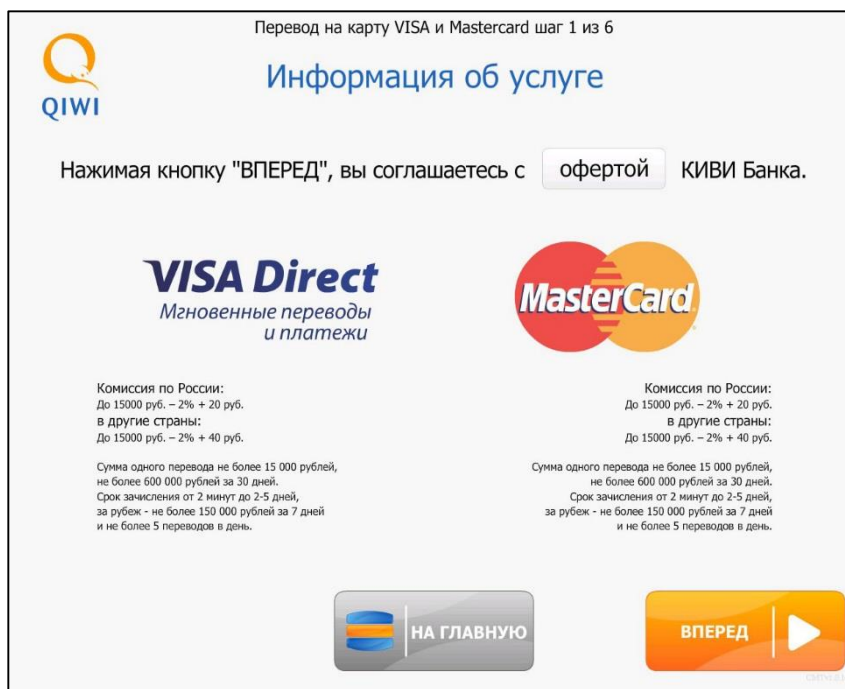 Перевод на карту VISA и Mastercard шаг 1 из 6
QIWI
Информация об услуге
Нажимая кнопку "ВПЕРЕД", вы соглашаетесь с офертой КИВИ Банка.
VISA Direct
Мгновенные переводы
и платежи
MasterCard
Комиссия по России:
До 15000 руб. – 2% + 20 руб.
в другие страны:
До 15000 руб. – 2% + 40 руб.
Сумма одного перевода не более 15 000 рублей,
не более 600 000 рублей за 30 дней.
Срок зачисления от 2 минут до 2-5 дней,
за рубеж - не более 150 000 рублей за 7 дней
и не более 5 переводов в день.
Комиссия по России:
До 15000 руб. – 2% + 20 руб.
в другие страны:
До 15000 руб. – 2% + 40 руб.
Сумма одного перевода не более 15 000 рублей,
не более 600 000 рублей за 30 дней.
Срок зачисления от 2 минут до 2-5 дней,
за рубеж - не более 150 000 рублей за 7 дней
и не более 5 переводов в день.
НА ГЛАВНУЮ
ВПЕРЕД